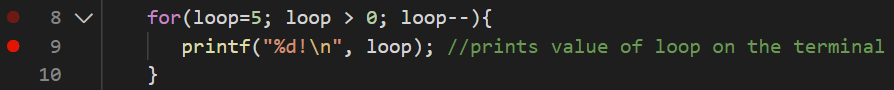 8 for(loop=5; loop > 0; loop--){
9 printf("%d!\n", loop); //prints value of loop on the terminal
10 }